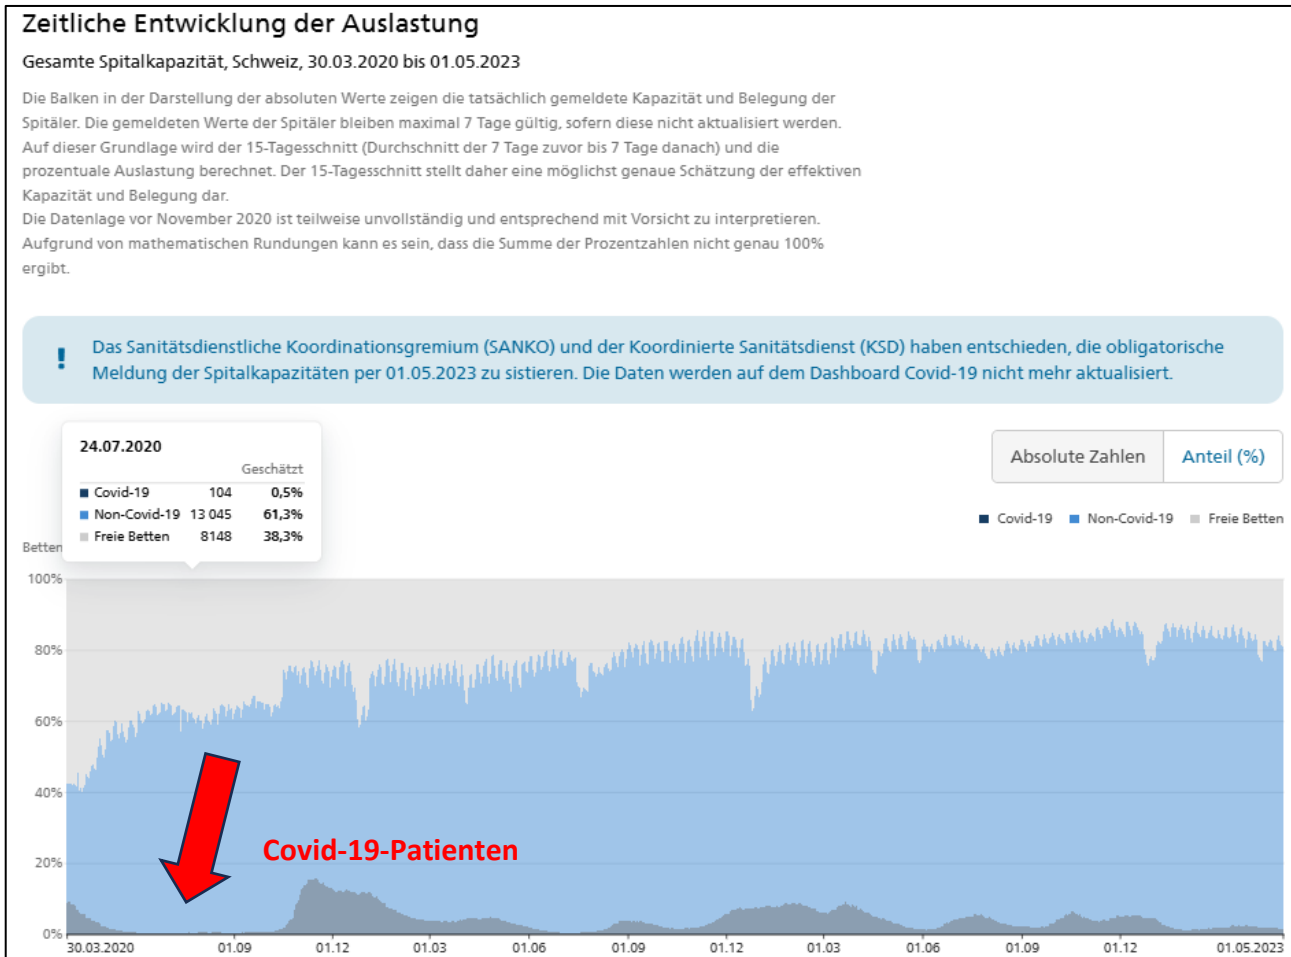 Zeitliche Entwicklung der Auslastung
Gesamte Spitalkapazität, Schweiz, 30.03.2020 bis 01.05.2023
Die Balken in der Darstellung der absoluten Werte zeigen die tatsächlich gemeldete Kapazität und Belegung der
Spitäler. Die gemeldeten Werte der Spitäler bleiben maximal 7 Tage gültig, sofern diese nicht aktualisiert werden.
Auf dieser Grundlage wird der 15-Tagesschnitt (Durchschnitt der 7 Tage zuvor bis 7 Tage danach) und die
prozentuale Auslastung berechnet. Der 15-Tagesschnitt stellt daher eine möglichst genaue Schätzung der effektiven
Kapazität und Belegung dar.
Die Datenlage vor November 2020 ist teilweise unvollständig und entsprechend mit Vorsicht zu interpretieren.
Aufgrund von mathematischen Rundungen kann es sein, dass die Summe der Prozentzahlen nicht genau 100%
ergibt.
! Das Sanitätsdienstliche Koordinationsgremium (SANKO) und der Koordinierte Sanitätsdienst (KSD) haben entschieden, die obligatorische
Meldung der Spitalkapazitäten per 01.05.2023 zu sistieren. Die Daten werden auf dem Dashboard Covid-19 nicht mehr aktualisiert.
24.07.2020
Geschätzt
Covid-19 104 0,5%
Non-Covid-19 13 045 61,3%
Freie Betten 8148 38,3%
Absolute Zahlen Anteil (%)
Covid-19 Non-Covid-19 Freie Betten
Betten
100%
80%
60%
40%
20%
0%
Covid-19-Patienten
30.03.2020 01.09 01.12 01.03 01.06 01.09 01.12 01.03 01.06 01.09 01.12 01.05.2023